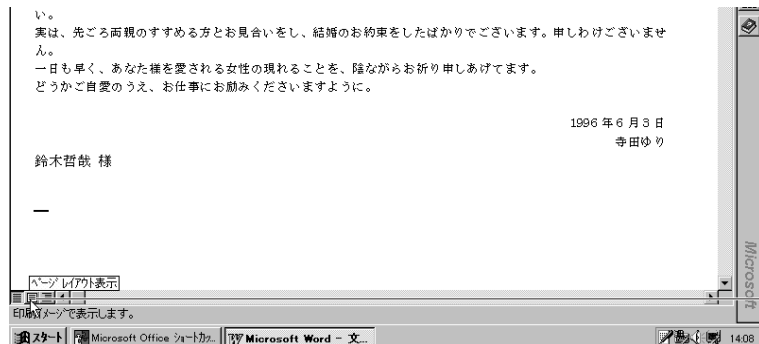 い。
実は、先ごろ両親のすすめる方とお見合いをし、結婚のお約束をしたばかりでございます。申しわけございませ
ん。
一日も早く、あなた様を愛される女性の現れることを、陰ながらお祈り申しあげてます。
どうかご自愛のうえ、お仕事にお励みくださいますように。
1996年6月3日
寺田ゆり
鈴木哲哉 様
ページ レイアウト表示
印刷イメージで表示します。
スタート Microsoft Office ショートカッ... Microsoft Word - 文... 14:08
Microsoft